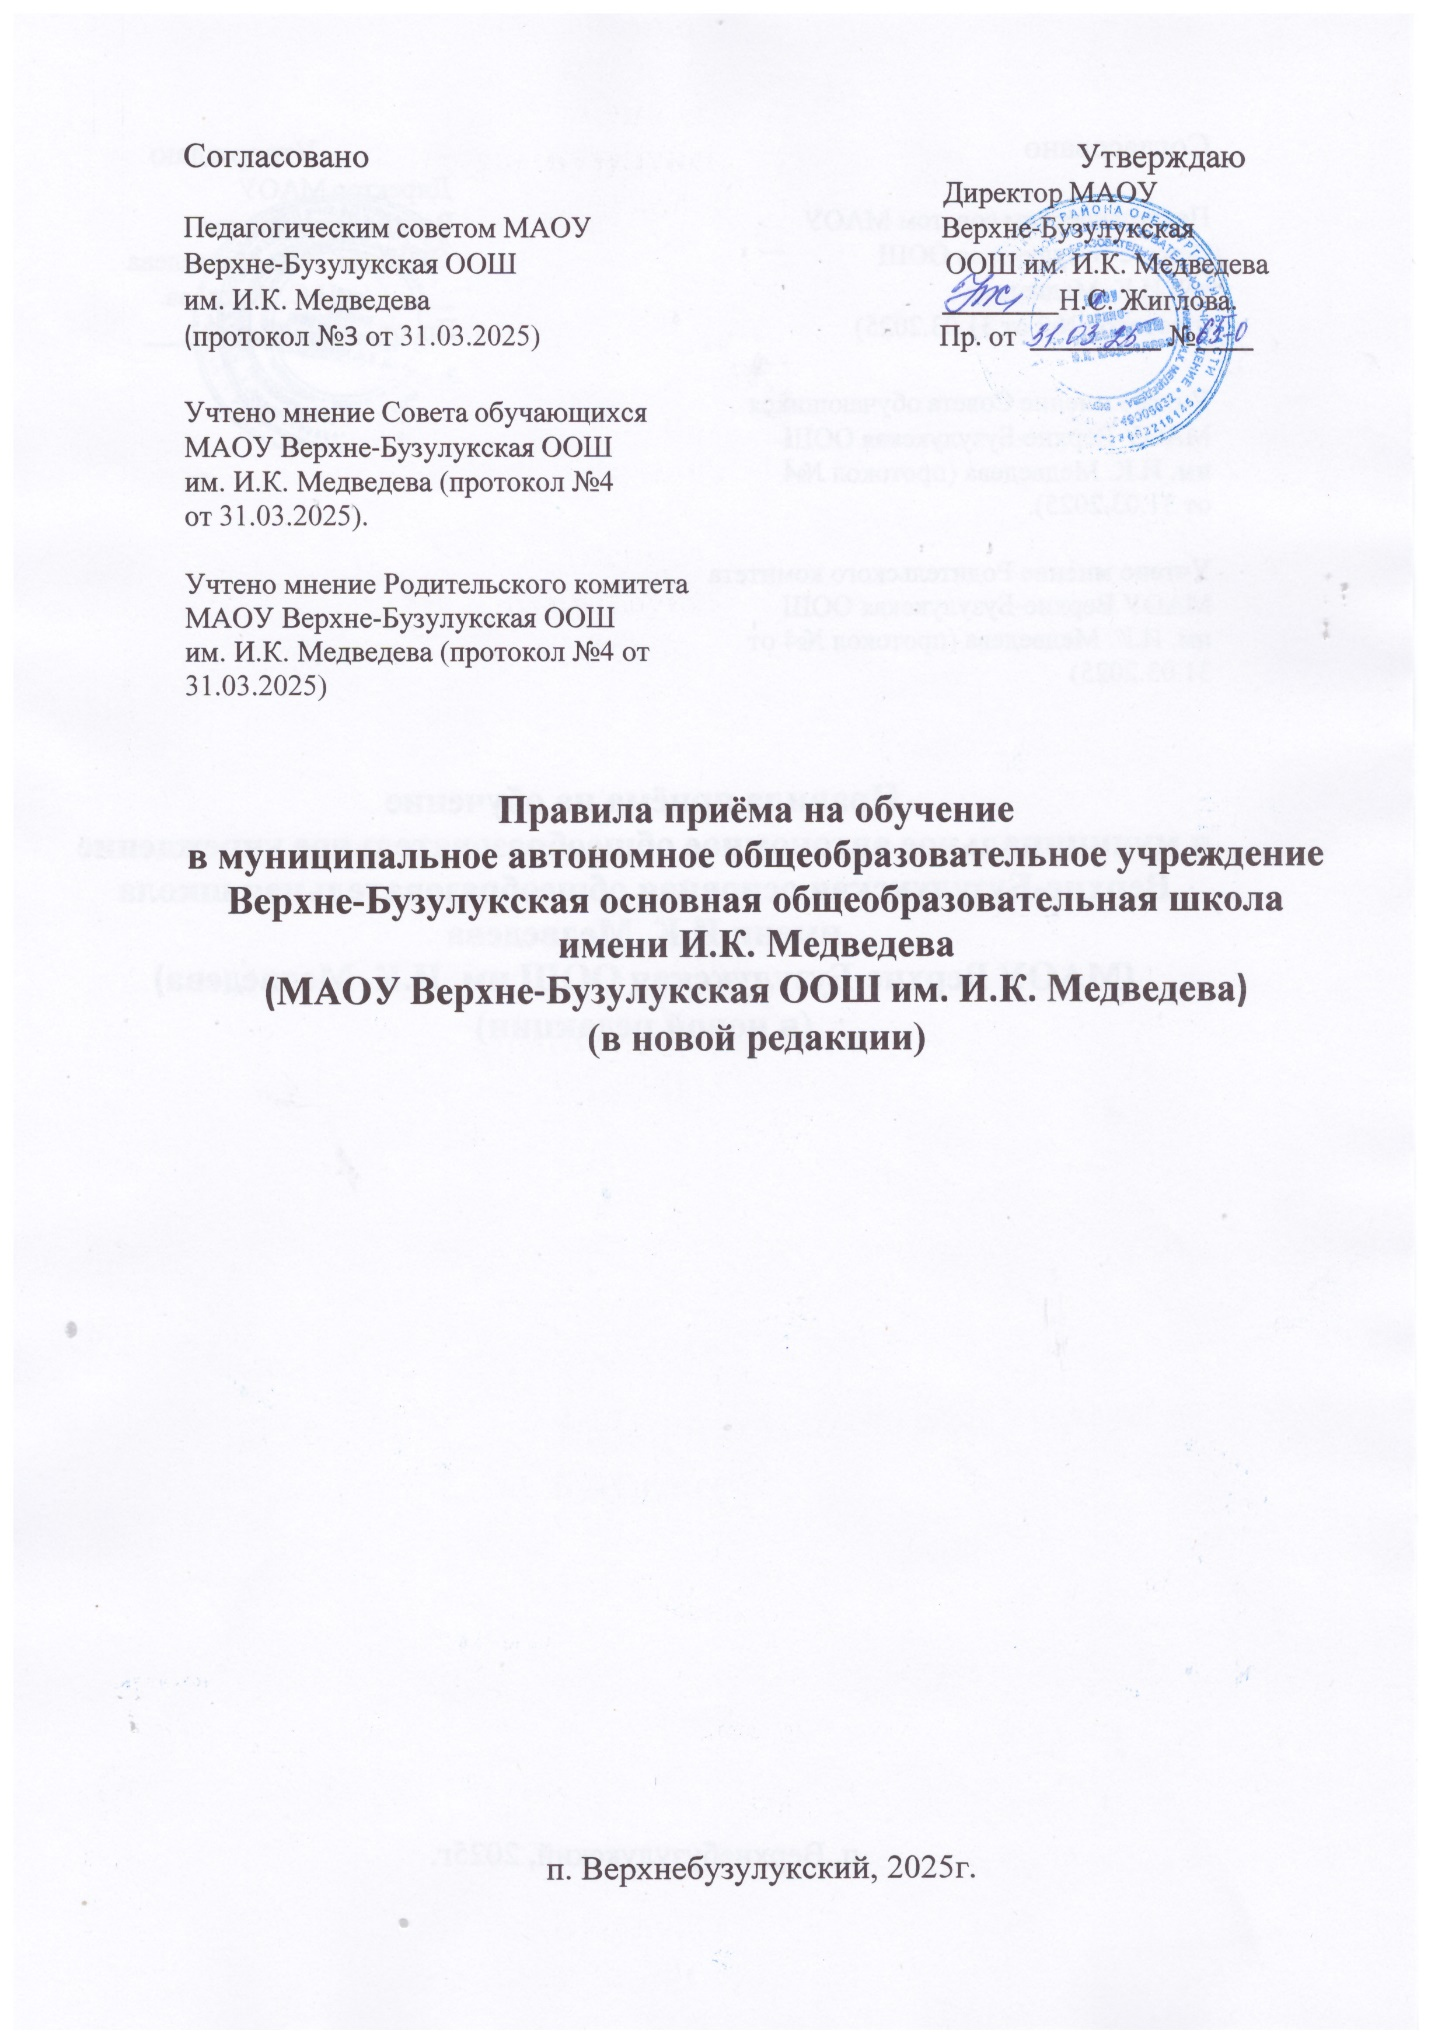 Согласовано
Педагогическим советом МАОУ
Верхне-Бузулукская ООШ
им. И.К. Медведева
(протокол №3 от 31.03.2025)
Учтено мнение Совета обучающихся
МАОУ Верхне-Бузулукская ООШ
им. И.К. Медведева (протокол №4
от 31.03.2025).
Учтено мнение Родительского комитета
МАОУ Верхне-Бузулукская ООШ
им. И.К. Медведева (протокол №4 от
31.03.2025)
Утверждаю
Директор МАОУ
Верхне-Бузулукская
ООШ им. И.К. Медведева
Н.С. Жиглова.
Пр. от 31.03.25 №
Правила приёма на обучение
в муниципальное автономное общеобразовательное учреждение
Верхне-Бузулукская основная общеобразовательная школа
имени И.К. Медведева
(МАОУ Верхне-Бузулукская ООШ им. И.К. Медведева)
(в новой редакции)
п. Верхнебузулукский, 2025г.